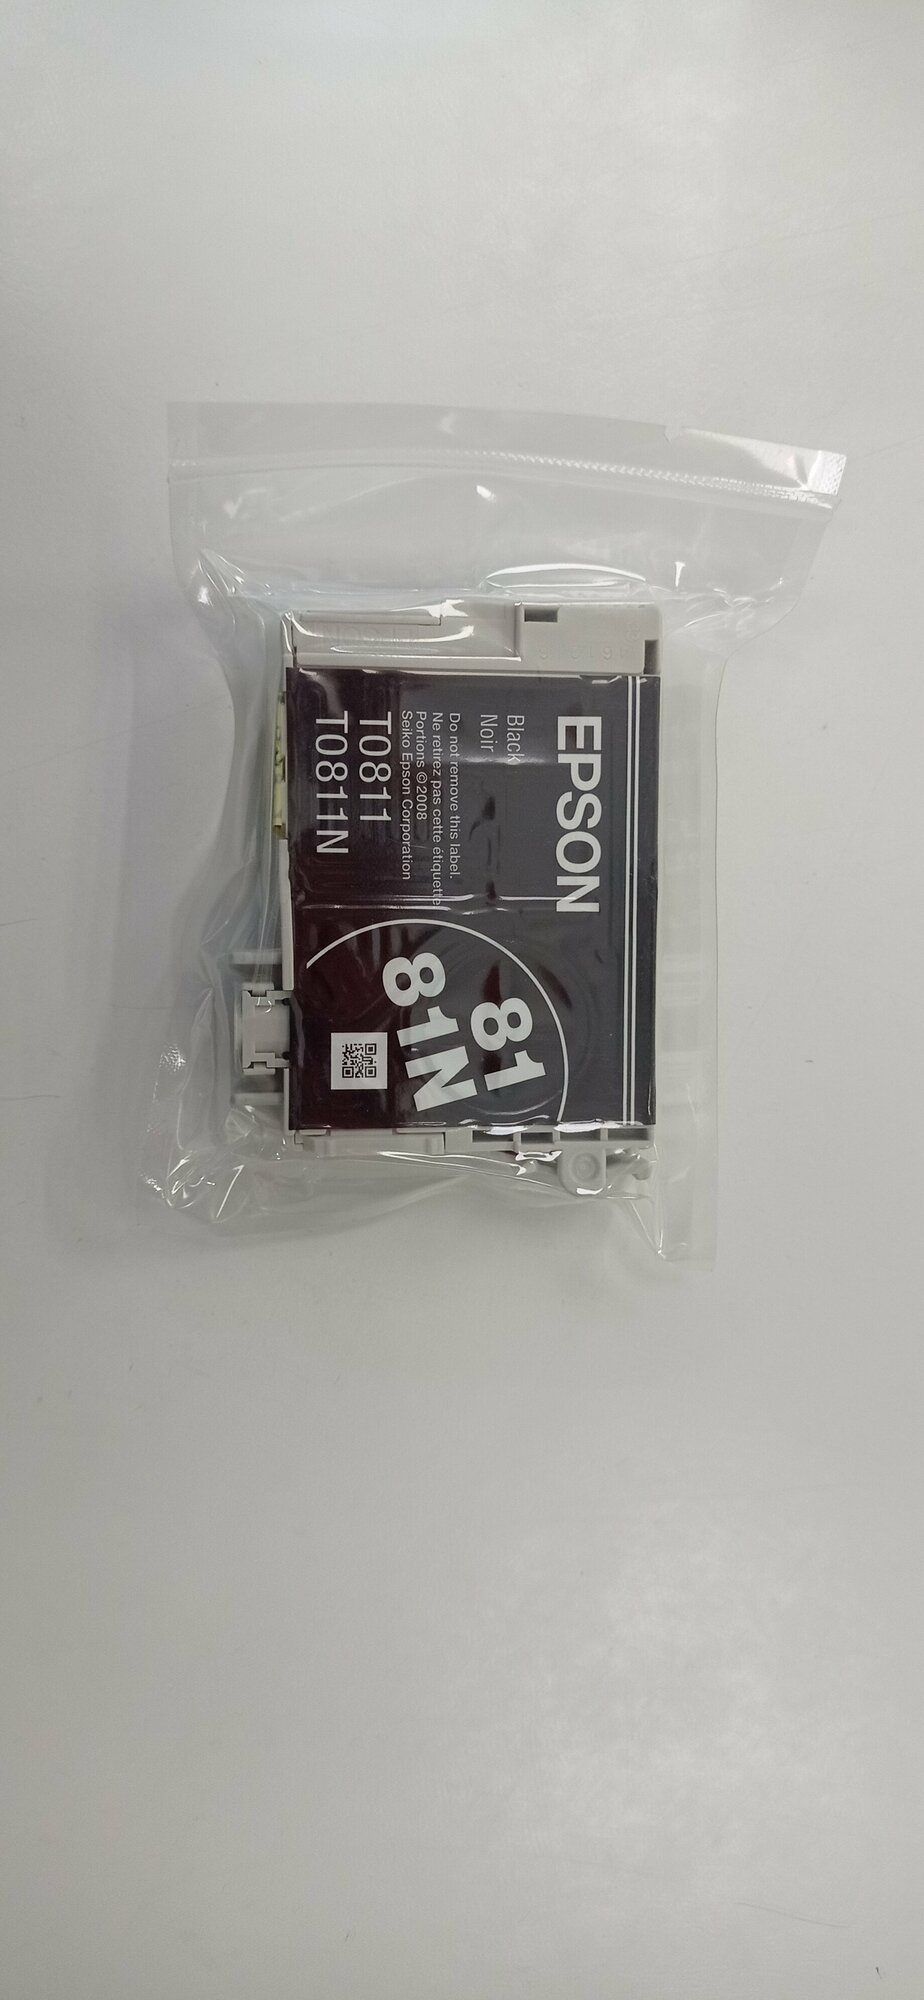 EPSON
Black
Noir
Do not remove this label.
Ne retirez pas cette étiquette
Portions ©2008
Seiko Epson Corporation
T0811
T0811N
81
81N